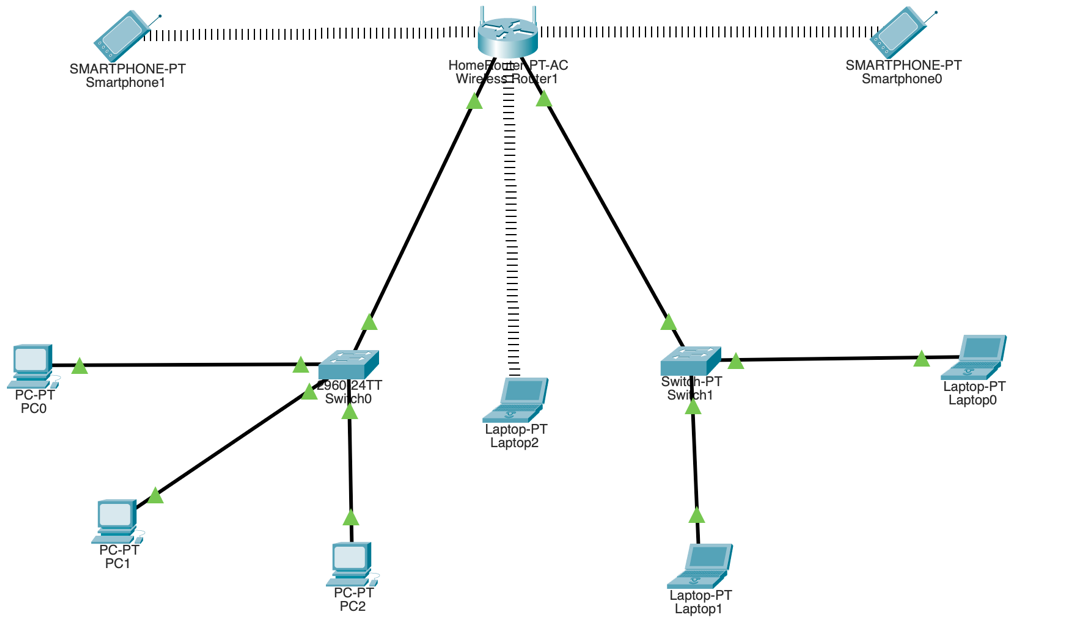 SMARTPHONE-PT
Smartphone1
HomeRouter-PT-AC
Wireless Router1
SMARTPHONE-PT
Smartphone0
PC-PT
PC0
2960-24TT
Switch0
Laptop-PT
Laptop2
Switch-PT
Switch1
Laptop-PT
Laptop0
PC-PT
PC1
PC-PT
PC2
Laptop-PT
Laptop1